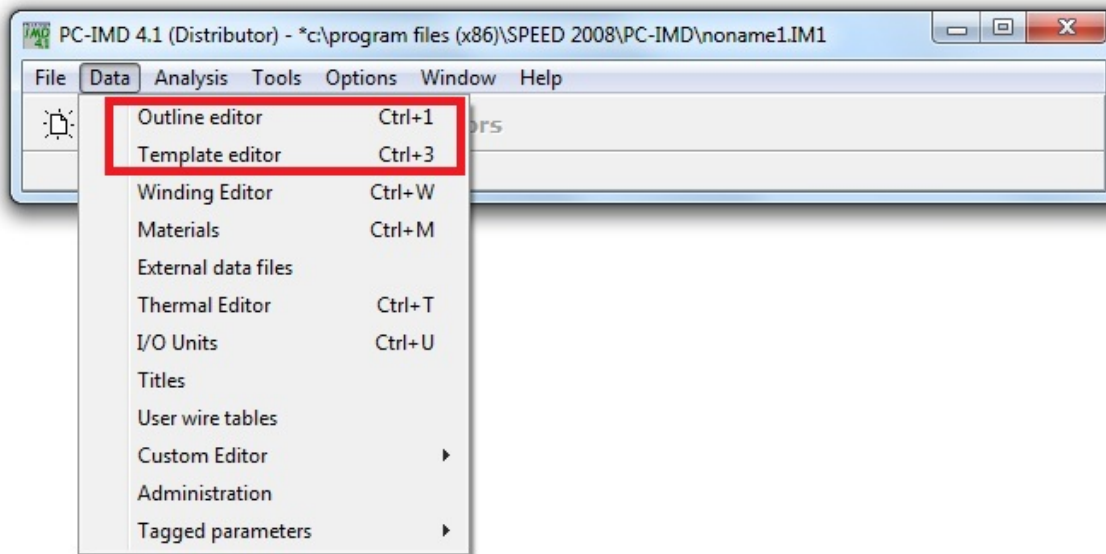 PC-IMD 4.1 (Distributor) - *c:\program files (x86)\SPEED 2008\PC-IMD\noname1.IM1
File Data Analysis Tools Options Window Help
Outline editor Ctrl+1
Template editor Ctrl+3
Winding Editor Ctrl+W
Materials Ctrl+M
External data files
Thermal Editor Ctrl+T
I/O Units Ctrl+U
Titles
User wire tables
Custom Editor
Administration
Tagged parameters